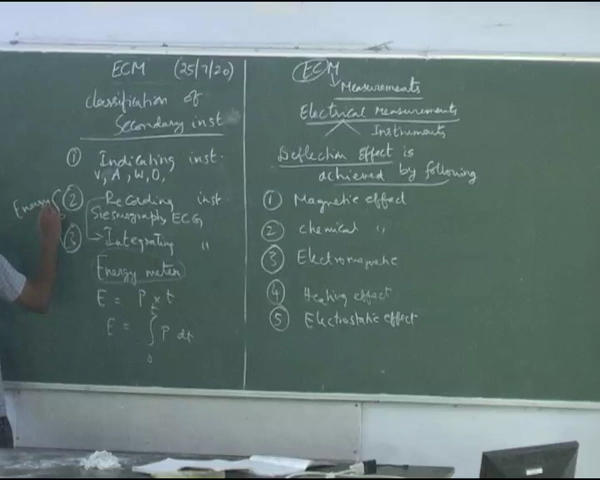 ECM (25/7/20)
Classification of
Secondary inst
① Indicating inst.
V, A, W, O,
② Recording inst
Siesmograph, ECG,
③ → Integrating "
Energy meter
E = P × t
E = ∫ P dt
o
ECM
Measurements
Electrical Measurements
Instruments
Deflection Effect is
achieved by following
① Magnetic effect
② chemical "
③ Electromagnetic
④ Heating effect
⑤ Electrostatic effect